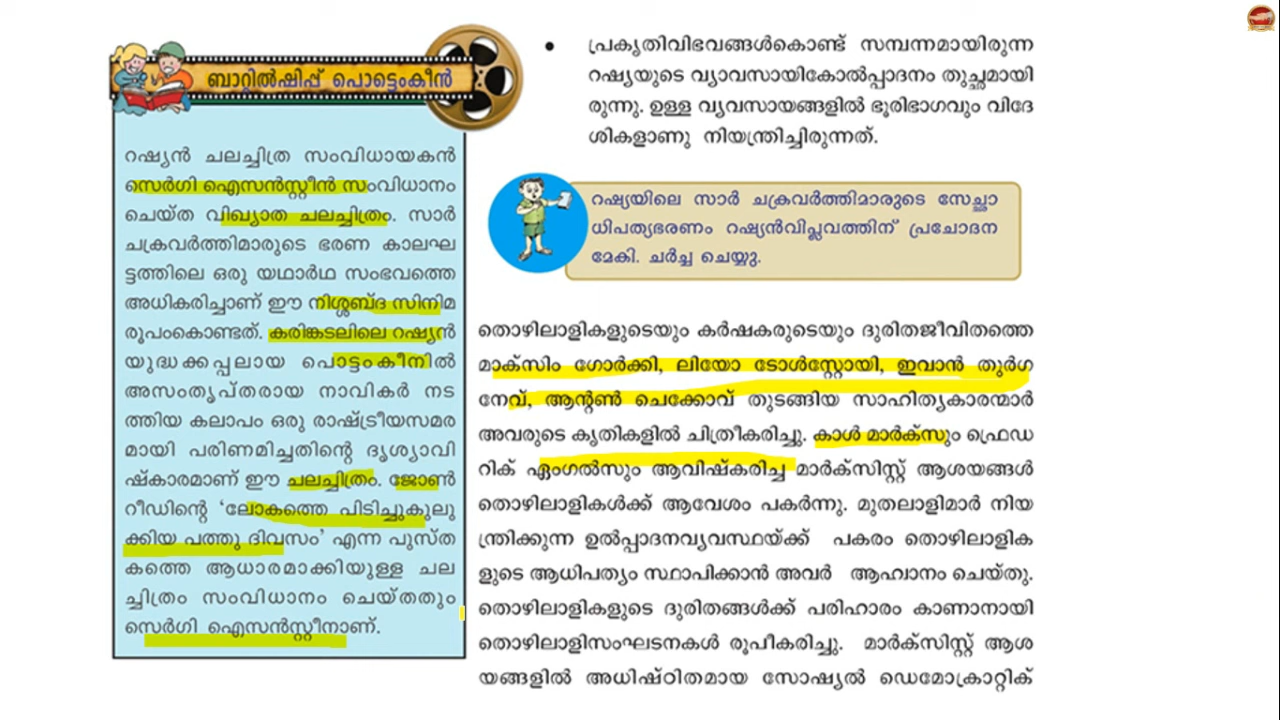 ബാറ്റിൽഷിപ്പ് പൊട്ടെംകീൻ
റഷ്യൻ ചലച്ചിത്ര സംവിധായകൻ
സെർഗി ഐസൻസ്റ്റീൻ സംവിധാനം
ചെയ്ത വിഖ്യാത ചലച്ചിത്രം. സാർ
ചക്രവർത്തിമാരുടെ ഭരണ കാലഘ
ട്ടത്തിലെ ഒരു യഥാർഥ സംഭവത്തെ
അധികരിച്ചാണ് ഈ നിശ്ശബ്ദ സിനിമ
രൂപംകൊണ്ടത്. കരിങ്കടലിലെ റഷ്യൻ
യുദ്ധക്കപ്പലായ പൊട്ടംകീനിൽ
അസംതൃപ്തരായ നാവികർ നട
ത്തിയ കലാപം ഒരു രാഷ്ട്രീയസമര
മായി പരിണമിച്ചതിന്റെ ദൃശ്യാവി
ഷ്കാരമാണ് ഈ ചലച്ചിത്രം. ജോൺ
റീഡിന്റെ ‘ലോകത്തെ പിടിച്ചുകുലു
ക്കിയ പത്തു ദിവസം’ എന്ന പുസ്ത
കത്തെ ആധാരമാക്കിയുള്ള ചല
ച്ചിത്രം സംവിധാനം ചെയ്തതും
സെർഗി ഐസൻസ്റ്റീനാണ്.
• പ്രകൃതിവിഭവങ്ങൾകൊണ്ട് സമ്പന്നമായിരുന്ന
റഷ്യയുടെ വ്യാവസായികോൽപ്പാദനം തുച്ഛമായി
രുന്നു. ഉള്ള വ്യവസായങ്ങളിൽ ഭൂരിഭാഗവും വിദേ
ശികളാണു നിയന്ത്രിച്ചിരുന്നത്.
റഷ്യയിലെ സാർ ചക്രവർത്തിമാരുടെ സേച്ഛാ
ധിപത്യഭരണം റഷ്യൻവിപ്ലവത്തിന് പ്രചോദന
മേകി. ചർച്ച ചെയ്യൂ.
തൊഴിലാളികളുടെയും കർഷകരുടെയും ദുരിതജീവിതത്തെ
മാക്സിം ഗോർക്കി, ലിയോ ടോൾസ്റ്റോയി, ഇവാൻ തുർഗ
നേവ്, ആന്റൺ ചെക്കോവ് തുടങ്ങിയ സാഹിത്യകാരന്മാർ
അവരുടെ കൃതികളിൽ ചിത്രീകരിച്ചു. കാൾ മാർക്സും ഫ്രെഡ
റിക് ഏംഗൽസും ആവിഷ്കരിച്ച മാർക്സിസ്റ്റ് ആശയങ്ങൾ
തൊഴിലാളികൾക്ക് ആവേശം പകർന്നു. മുതലാളിമാർ നിയ
ന്ത്രിക്കുന്ന ഉൽപ്പാദനവ്യവസ്ഥയ്ക്ക് പകരം തൊഴിലാളിക
ളുടെ ആധിപത്യം സ്ഥാപിക്കാൻ അവർ ആഹ്വാനം ചെയ്തു.
തൊഴിലാളികളുടെ ദുരിതങ്ങൾക്ക് പരിഹാരം കാണാനായി
തൊഴിലാളിസംഘടനകൾ രൂപീകരിച്ചു. മാർക്സിസ്റ്റ് ആശ
യങ്ങളിൽ അധിഷ്ഠിതമായ സോഷ്യൽ ഡെമോക്രാറ്റിക്